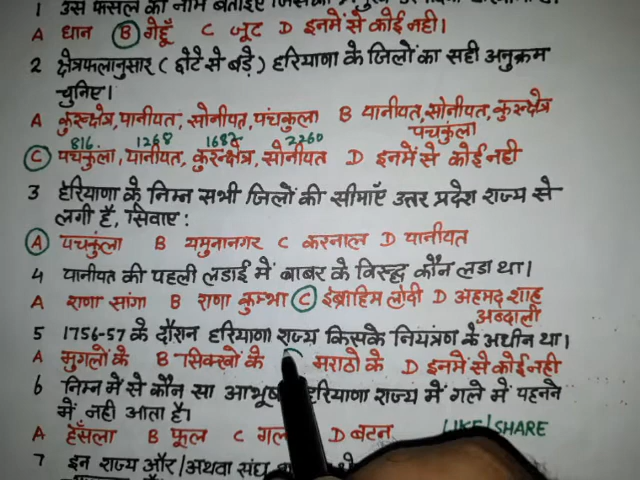 1 उस फसल का नाम बताइए जिसका
A धान B गेहूँ C जूट D इनमें से कोई नही।
2 क्षेत्रफलानुसार ( छोटे से बड़े ) हरियाणा के जिलों का सही अनुक्रम
चुनिए।
A कुरुक्षेत्र, पानीपत, सोनीपत, पंचकुला B पानीपत, सोनीपत, कुरुक्षेत्र
पंचकुला
816. 1268 1682 2260
C पंचकुला, पानीपत, कुरुक्षेत्र, सोनीपत D इनमें से कोई नही
3 हरियाणा के निम्न सभी जिलों की सीमाएँ उत्तर प्रदेश राज्य से
लगी है, सिवाए :
A पंचकुंला B यमुनानगर C करनाल D पानीपत
4 पानीपत की पहली लडाई में बाबर के विरुद्ध कौन लडा था।
A राणा सांगा B राणा कुम्भा C इब्राहिम लोदी D अहमद शाह
अब्दाली
5 1756-57 के दौरान हरियाणा राज्य किसके नियंत्रण के अधीन था।
A मुगलों के B सिक्खों के मराठो के D इनमें से कोई नही
6 निम्न में से कौन सा आभूष हरियाणा राज्य में गले में पहनने
में नही आता है।
A हँसला B फूल C गल D बटन LIKE/SHARE
7 इन राज्य और/अथवा संघ